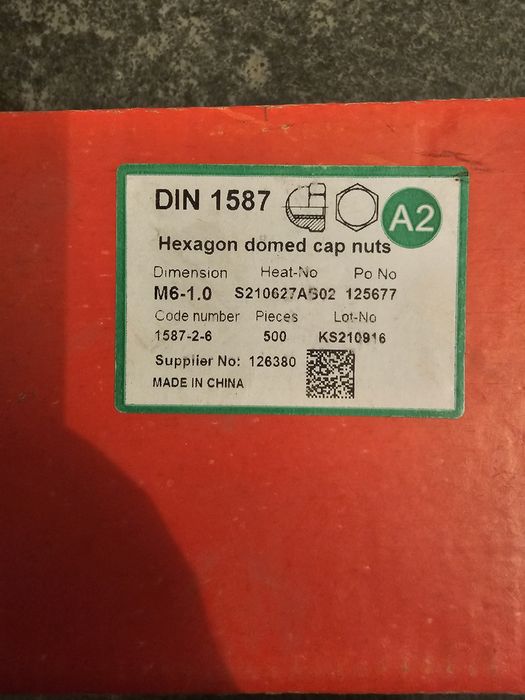 DIN 1587 A2
Hexagon domed cap nuts
Dimension Heat-No Po No
M6-1.0 S210627AS02 125677
Code number Pieces Lot-No
1587-2-6 500 KS210916
Supplier No: 126380
MADE IN CHINA